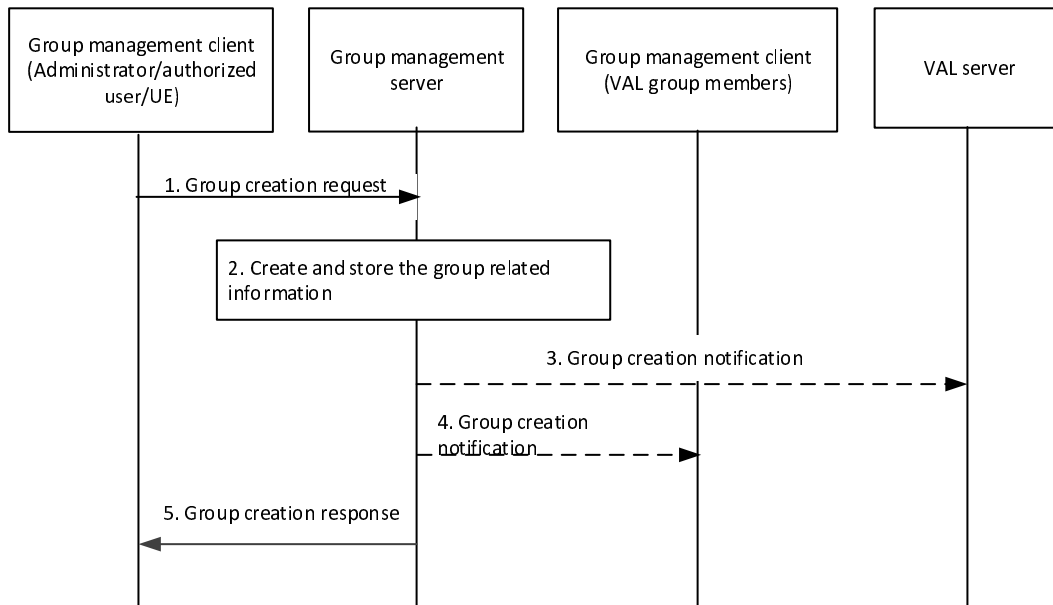 Group management client
(Administrator/authorized
user/UE)
Group management
server
Group management client
(VAL group members)
VAL server
1. Group creation request
2. Create and store the group related
information
3. Group creation notification
4. Group creation
notification
5. Group creation response